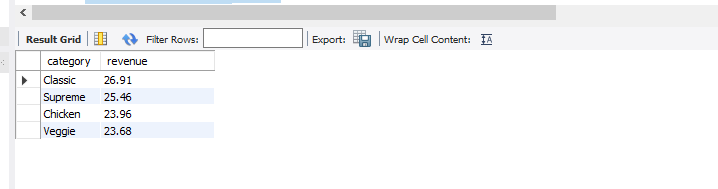 Result Grid Filter Rows: Export: Wrap Cell Content:
category revenue
Classic 26.91
Supreme 25.46
Chicken 23.96
Veggie 23.68